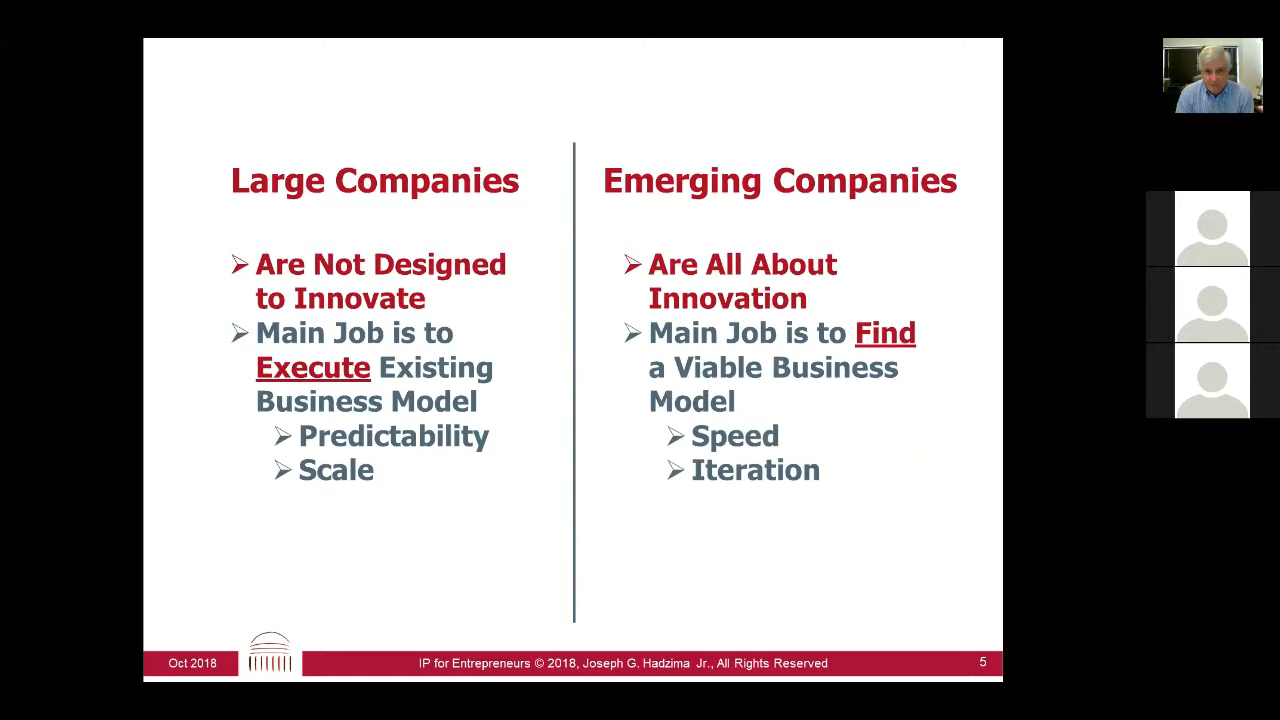 Large Companies
Are Not Designed
to Innovate
Main Job is to
Execute Existing
Business Model
Predictability
Scale
Emerging Companies
Are All About
Innovation
Main Job is to Find
a Viable Business
Model
Speed
Iteration
Oct 2018
IP for Entrepreneurs © 2018, Joseph G. Hadzima Jr., All Rights Reserved
5